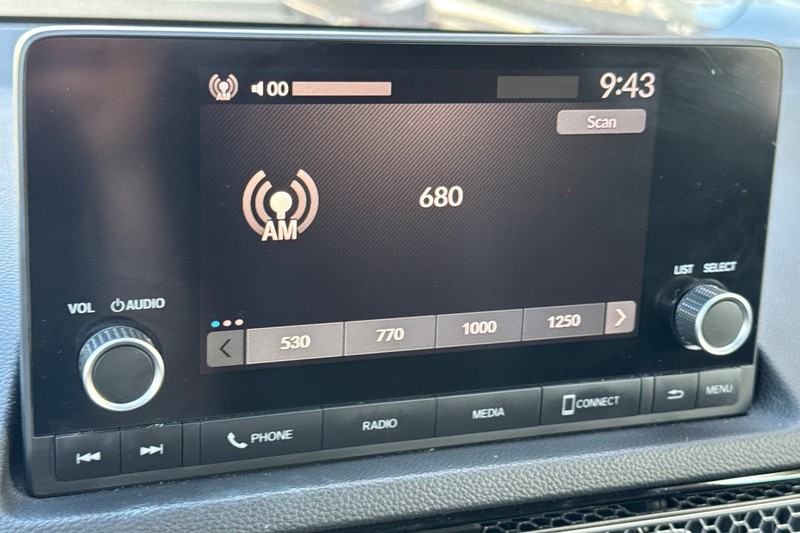 AM 00 9:43
Scan
AM 680
LIST SELECT
VOL AUDIO
530 770 1000 1250
PHONE RADIO MEDIA CONNECT MENU